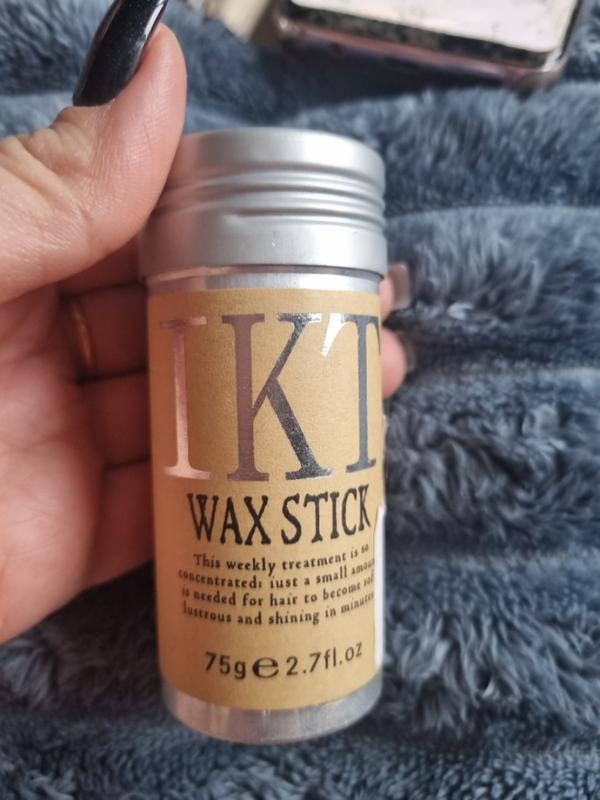 IKT
WAX STICK
This weekly treatment is so
concentrated: just a small
is needed for hair to become
lustrous and shining in minutes
75g ℮ 2.7fl.oz